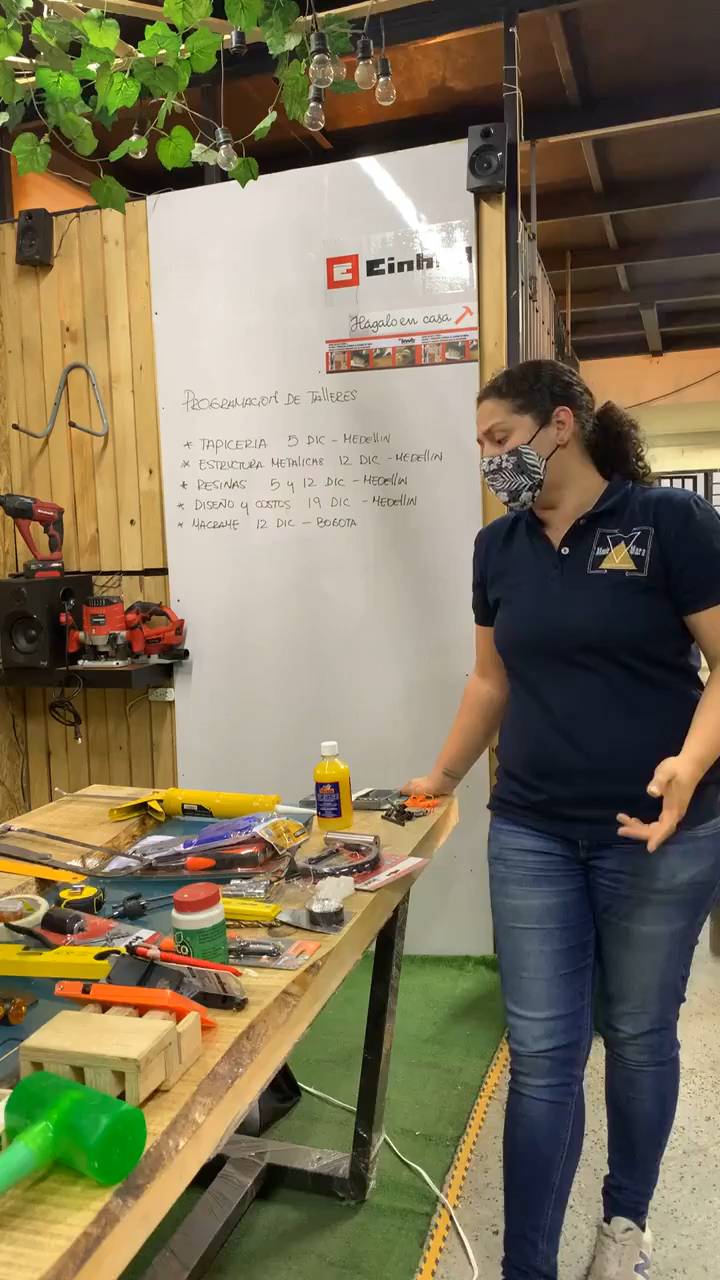 Hágalo en casa
PROGRAMACION DE TALLERES
* TAPICERIA 5 DIC - MEDELLIN
* ESTRUCTURA METALICAS 12 DIC - MEDELLIN
* RESINAS 5 y 12 DIC - MEDELLIN
* DISEÑO y COSTOS 19 DIC - MEDELLIN
* MACRAME 12 DIC - BOGOTA